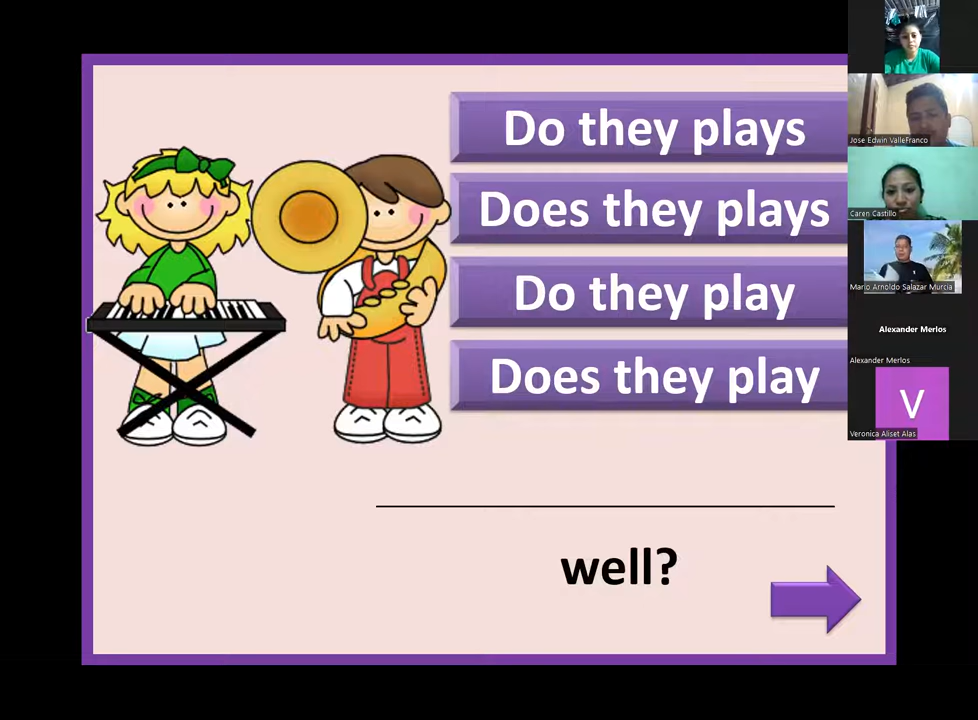 Do they plays
Does they plays
Do they play
Does they play
well?
Jose Edwin ValleFranco
Caren Castillo
Mario Arnoldo Salazar Murcia
Alexander Merlos
Alexander Merlos
V
Veronica Aliset Alas